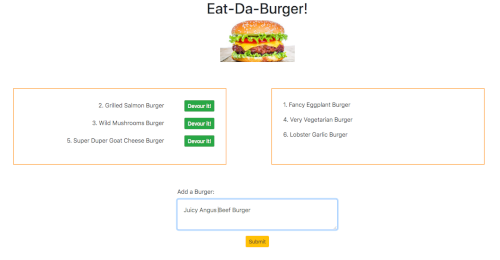 Eat-Da-Burger!
2. Grilled Salmon Burger Devour It!
3. Wild Mushrooms Burger Devour It!
5. Super Duper Goat Cheese Burger Devour It!
1. Fancy Eggplant Burger
4. Very Vegetarian Burger
6. Lobster Garlic Burger
Add a Burger:
Juicy Angus Beef Burger
Submit